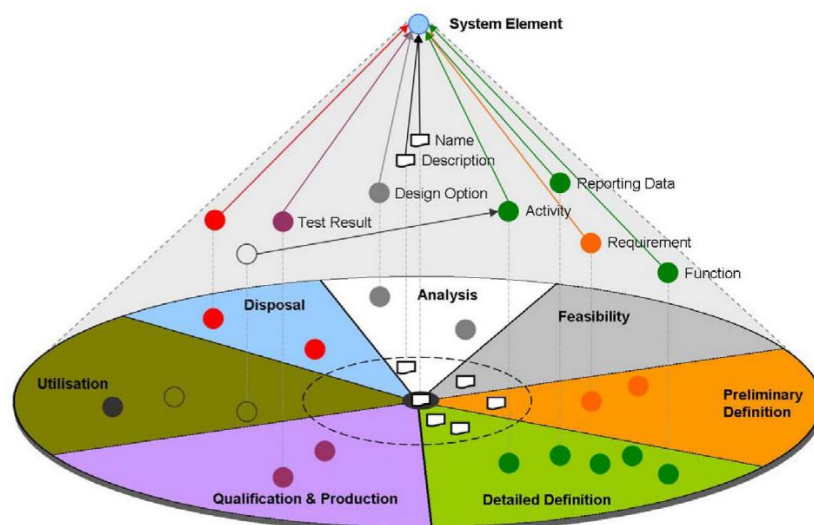 System Element
Name
Description
Design Option
Reporting Data
Test Result
Activity
Requirement
Function
Disposal
Analysis
Feasibility
Utilisation
Preliminary
Definition
Qualification & Production
Detailed Definition